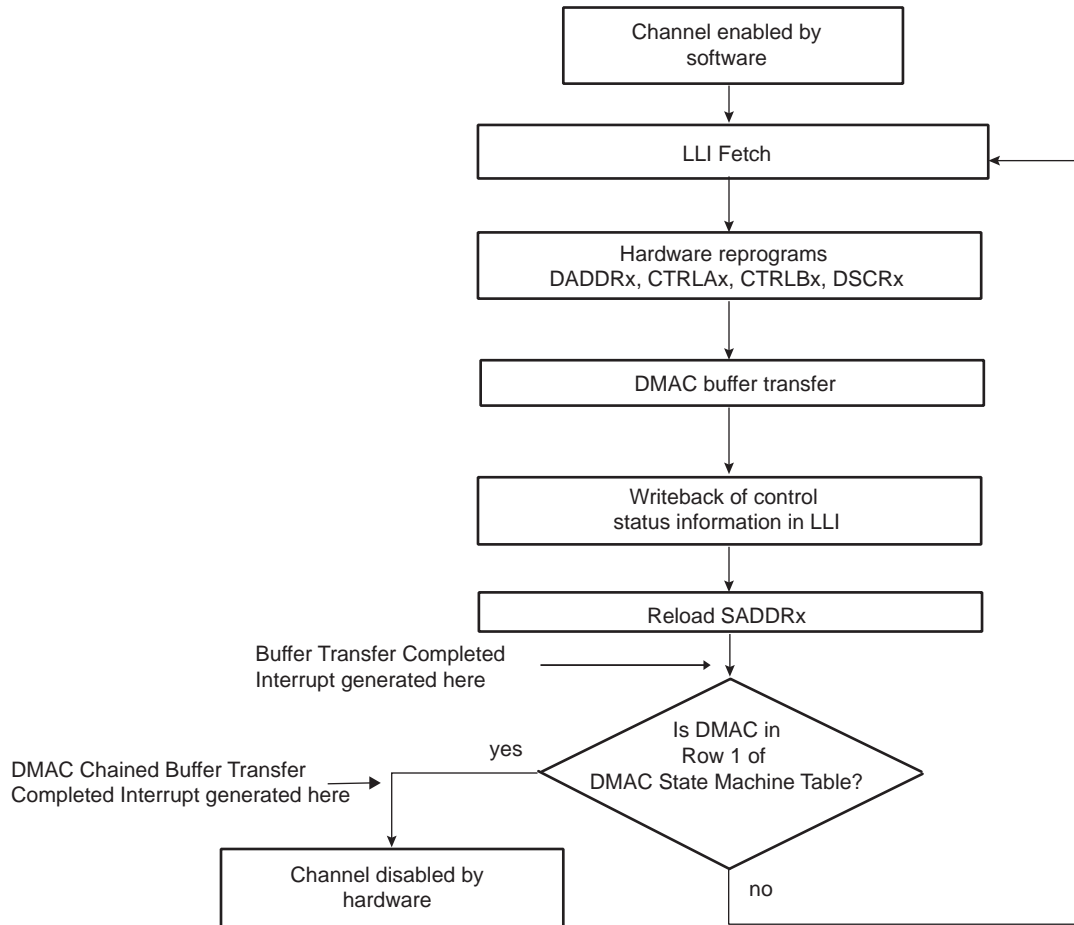 Channel enabled by
software
LLI Fetch
Hardware reprograms
DADDRx, CTRLAx, CTRLBx, DSCRx
DMAC buffer transfer
Writeback of control
status information in LLI
Reload SADDRx
Buffer Transfer Completed
Interrupt generated here
Is DMAC in
Row 1 of
DMAC State Machine Table?
yes
DMAC Chained Buffer Transfer
Completed Interrupt generated here
Channel disabled by
hardware
no